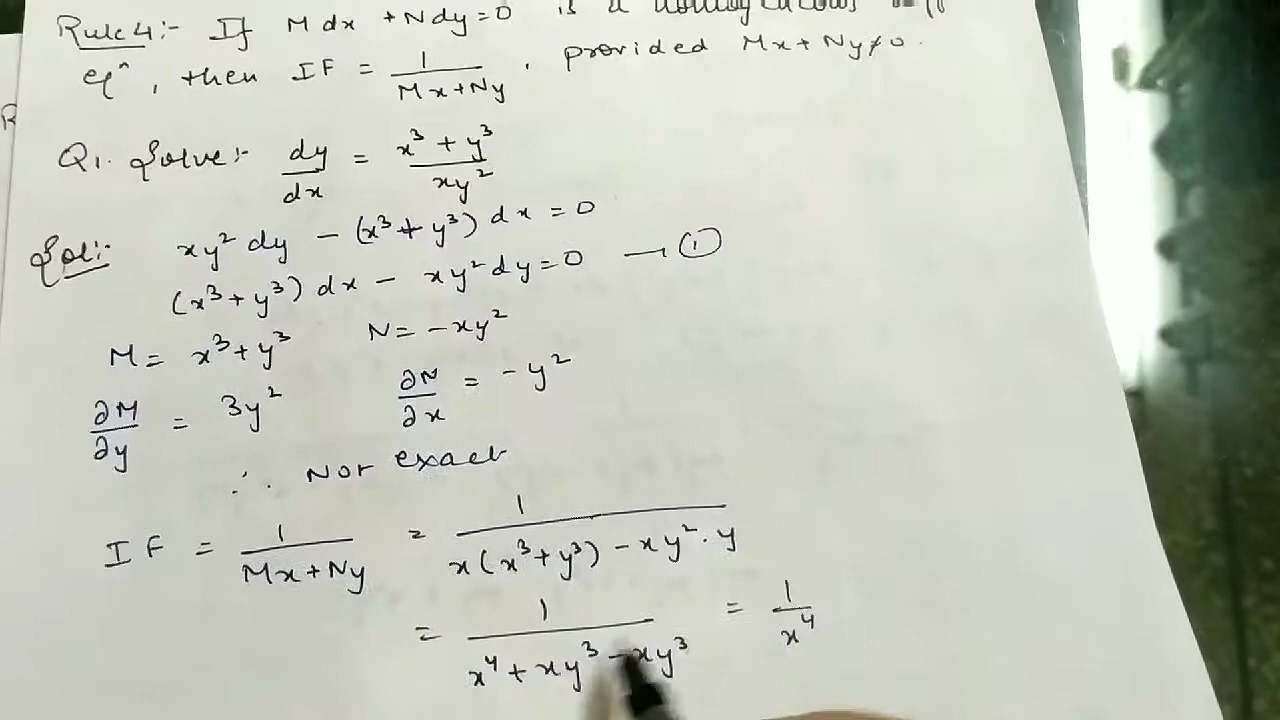 Rule 4:- If M dx + N dy = 0 is a
eqⁿ, then IF = 1/(Mx + Ny), provided Mx + Ny ≠ 0.
Q1. Solve:- dy/dx = (x³ + y³)/(xy²)
Sol:- xy² dy - (x³ + y³) dx = 0
(x³ + y³) dx - xy² dy = 0 — ①
M = x³ + y³ N = -xy²
∂M/∂y = 3y² ∂N/∂x = -y²
∴ Not exact
IF = 1/(Mx + Ny) = 1/(x(x³ + y³) - xy². y)
= 1/(x⁴ + xy³ - xy³) = 1/x⁴